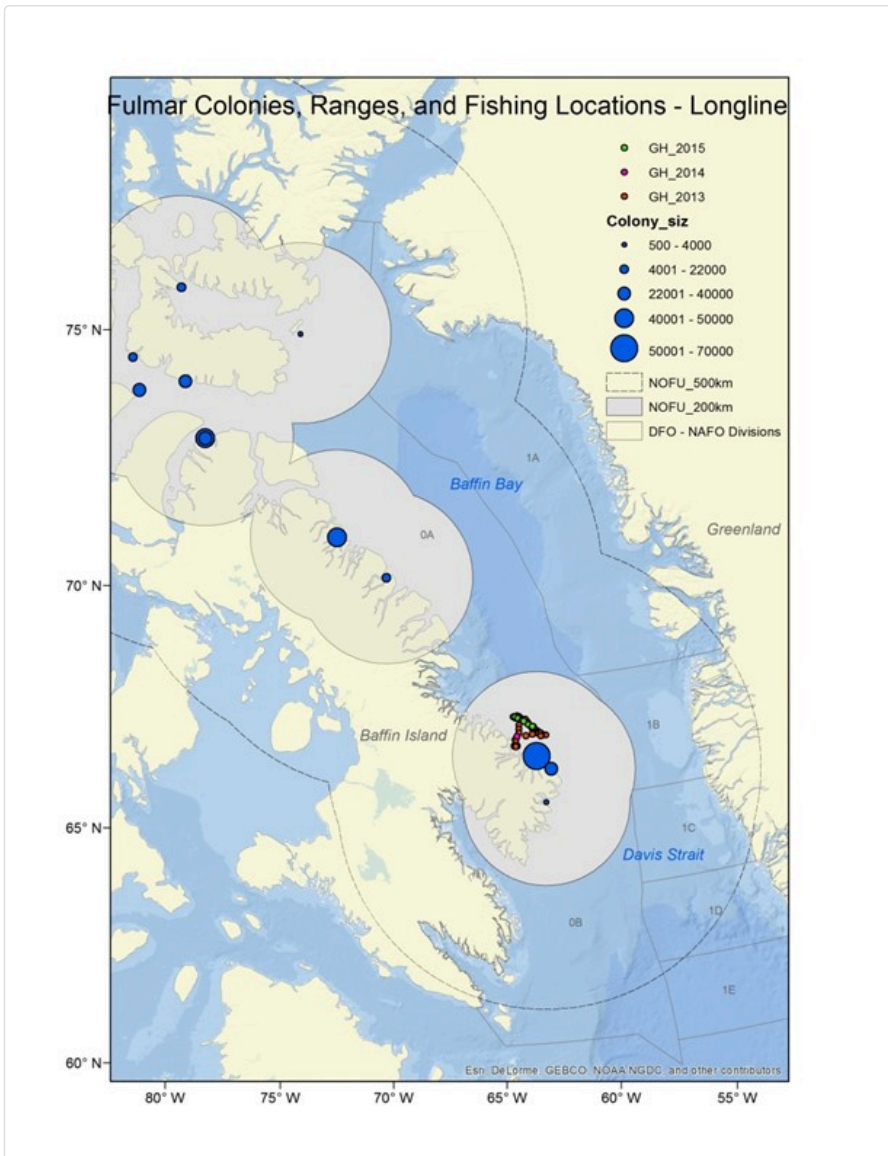 Fulmar Colonies, Ranges, and Fishing Locations - Longline
GH_2015
GH_2014
GH_2013
Colony_siz
500 - 4000
4001 - 22000
22001 - 40000
40001 - 50000
50001 - 70000
NOFU_500km
NOFU_200km
DFO - NAFO Divisions
75° N
1A
Baffin Bay
Greenland
0A
70° N
1B
Baffin Island
65° N
1C
Davis Strait
1D
0B
1E
60° N
Esri, DeLorme, GEBCO, NOAA NGDC, and other contributors
80° W
75° W
70° W
65° W
60° W
55° W